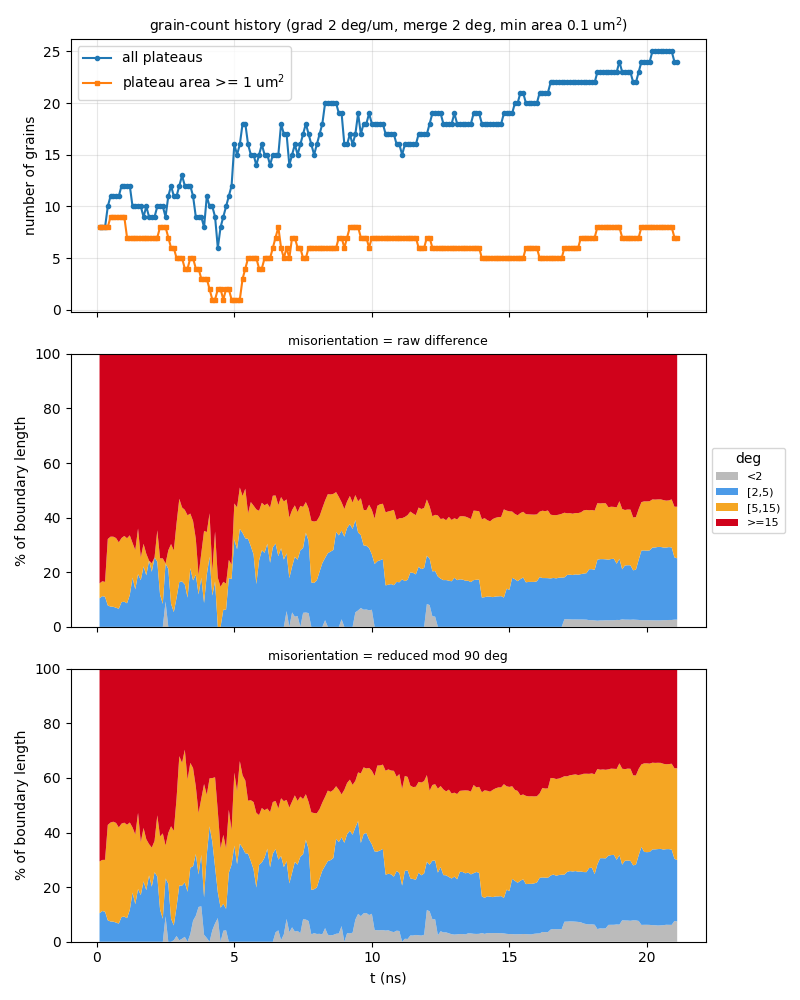 grain-count history (grad 2 deg/um, merge 2 deg, min area 0.1 um²)
all plateaus
plateau area >= 1 um²
number of grains
25
20
15
10
5
0
misorientation = raw difference
% of boundary length
100
80
60
40
20
0
deg
<2
[2,5)
[5,15)
>=15
misorientation = reduced mod 90 deg
% of boundary length
100
80
60
40
20
0
0 5 10 15 20
t (ns)